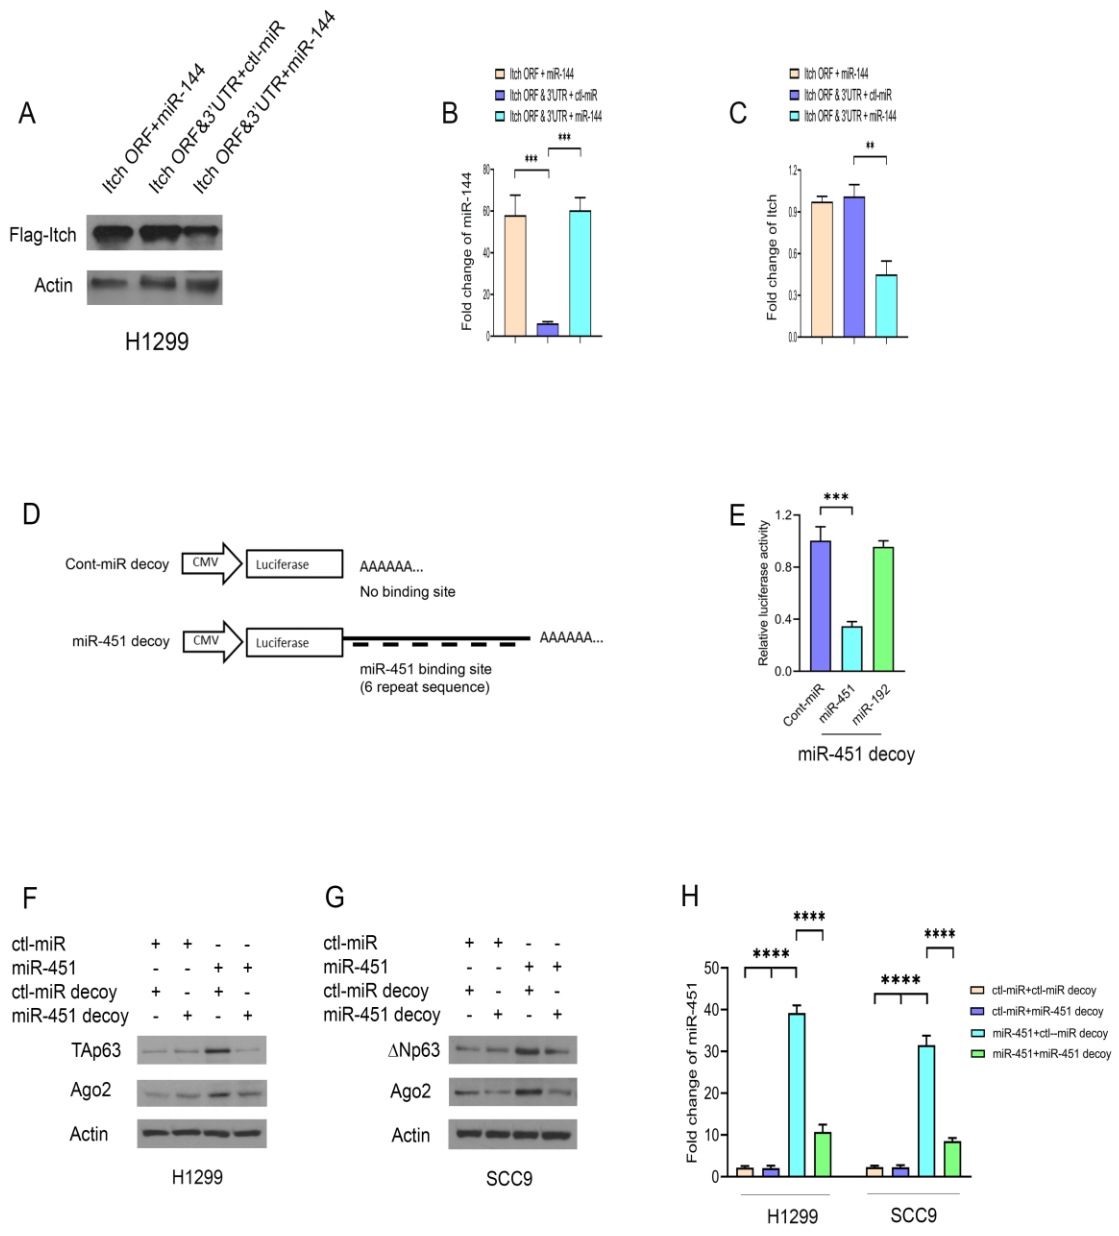 A
Itch ORF+miR-144
Itch ORF&3'UTR+ctl-miR
Itch ORF&3'UTR+miR-144
Flag-Itch
Actin
H1299
B
Itch ORF + miR-144
Itch ORF & 3'UTR + ctl-miR
Itch ORF & 3'UTR + miR-144
*** ***
Fold change of miR-144
80
60
40
20
0
C
Itch ORF + miR-144
Itch ORF & 3'UTR + ctl-miR
Itch ORF & 3'UTR + miR-144
**
Fold change of Itch
1.2
0.9
0.6
0.3
0.0
D
Cont-miR decoy CMV Luciferase AAAAAA...
No binding site
miR-451 decoy CMV Luciferase AAAAAA...
miR-451 binding site
(6 repeat sequence)
E
***
Relative luciferase activity
1.2
0.8
0.4
0.0
Cont-miR
miR-451
miR-192
miR-451 decoy
F
ctl-miR + + - -
miR-451 - - + +
ctl-miR decoy + - + -
miR-451 decoy - + - +
TAp63
Ago2
Actin
H1299
G
ctl-miR + + - -
miR-451 - - + +
ctl-miR decoy + - + -
miR-451 decoy - + - +
ΔNp63
Ago2
Actin
SCC9
H
**** ****
**** ****
Fold change of miR-451
50
40
30
20
10
0
H1299 SCC9
ctl-miR+ctl-miR decoy
ctl-miR+miR-451 decoy
miR-451+ctl--miR decoy
miR-451+miR-451 decoy